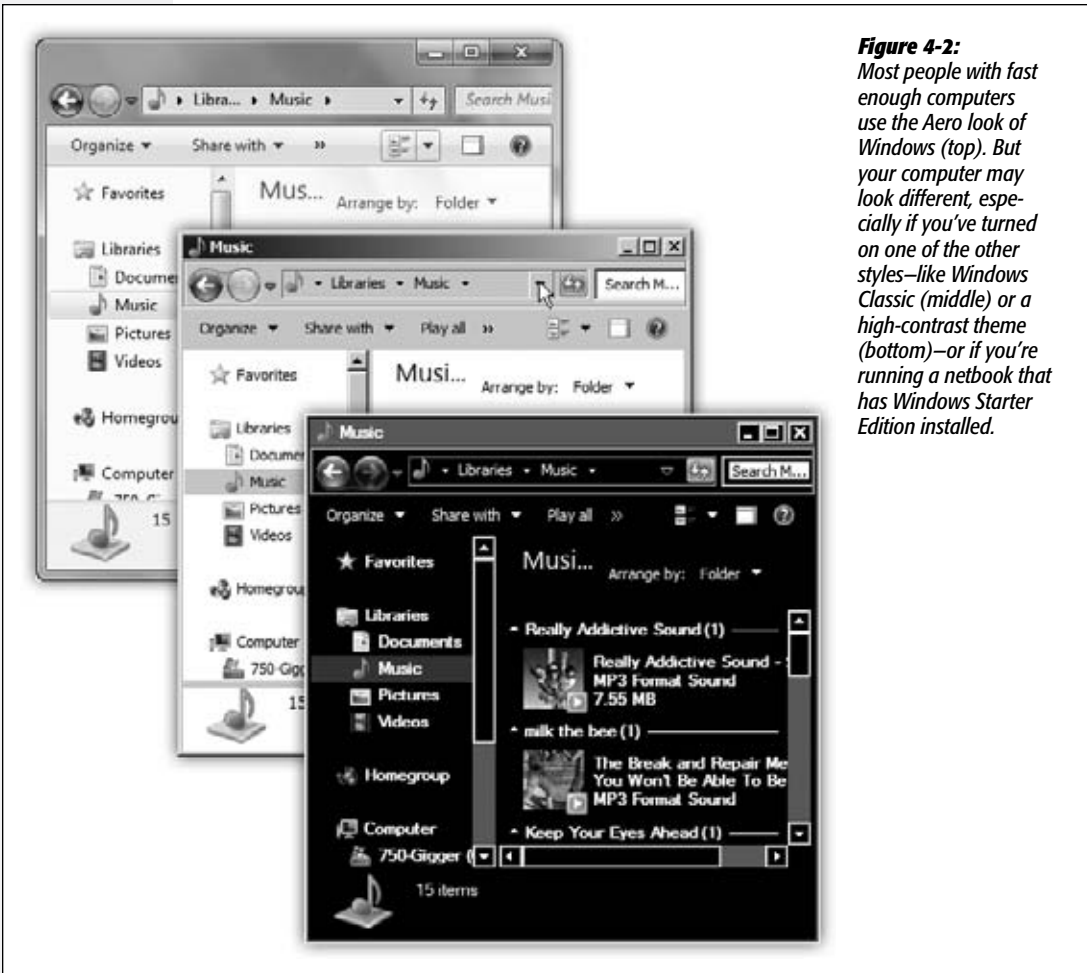 Libra... Music
Search Musi
Organize Share with »
Favorites
Mus... Arrange by: Folder
Libraries
Docume
Music
Pictures
Videos
Homegrou
Computer
15
Music
Libraries Music
Search M...
Organize Share with Play all »
Favorites
Musi... Arrange by: Folder
Libraries
Documen
Music
Pictures
Videos
Homegrou
Computer
750-Gigg
15
Music
Libraries Music
Search M...
Organize Share with Play all »
Favorites
Musi... Arrange by: Folder
Libraries
Documents
Music
Pictures
Videos
Homegroup
Computer
750-Gigger (
Really Addictive Sound (1)
Really Addictive Sound -
MP3 Format Sound
7.55 MB
milk the bee (1)
The Break and Repair Me
You Won't Be Able To Be
MP3 Format Sound
Keep Your Eyes Ahead (1)
15 items
Figure 4-2:
Most people with fast
enough computers
use the Aero look of
Windows (top). But
your computer may
look different, espe-
cially if you've turned
on one of the other
styles—like Windows
Classic (middle) or a
high-contrast theme
(bottom)—or if you're
running a netbook that
has Windows Starter
Edition installed.